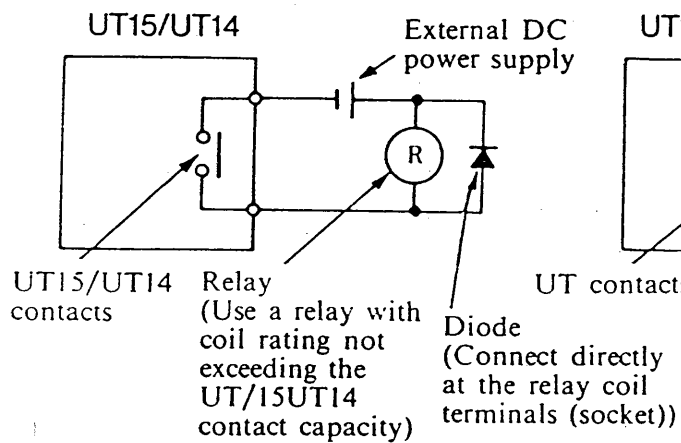 UT15/UT14
External DC
power supply
UT
R
UT15/UT14
contacts
Relay
(Use a relay with
coil rating not
exceeding the
UT/15UT14
contact capacity)
Diode
(Connect directly
at the relay coil
terminals (socket))
UT contacts